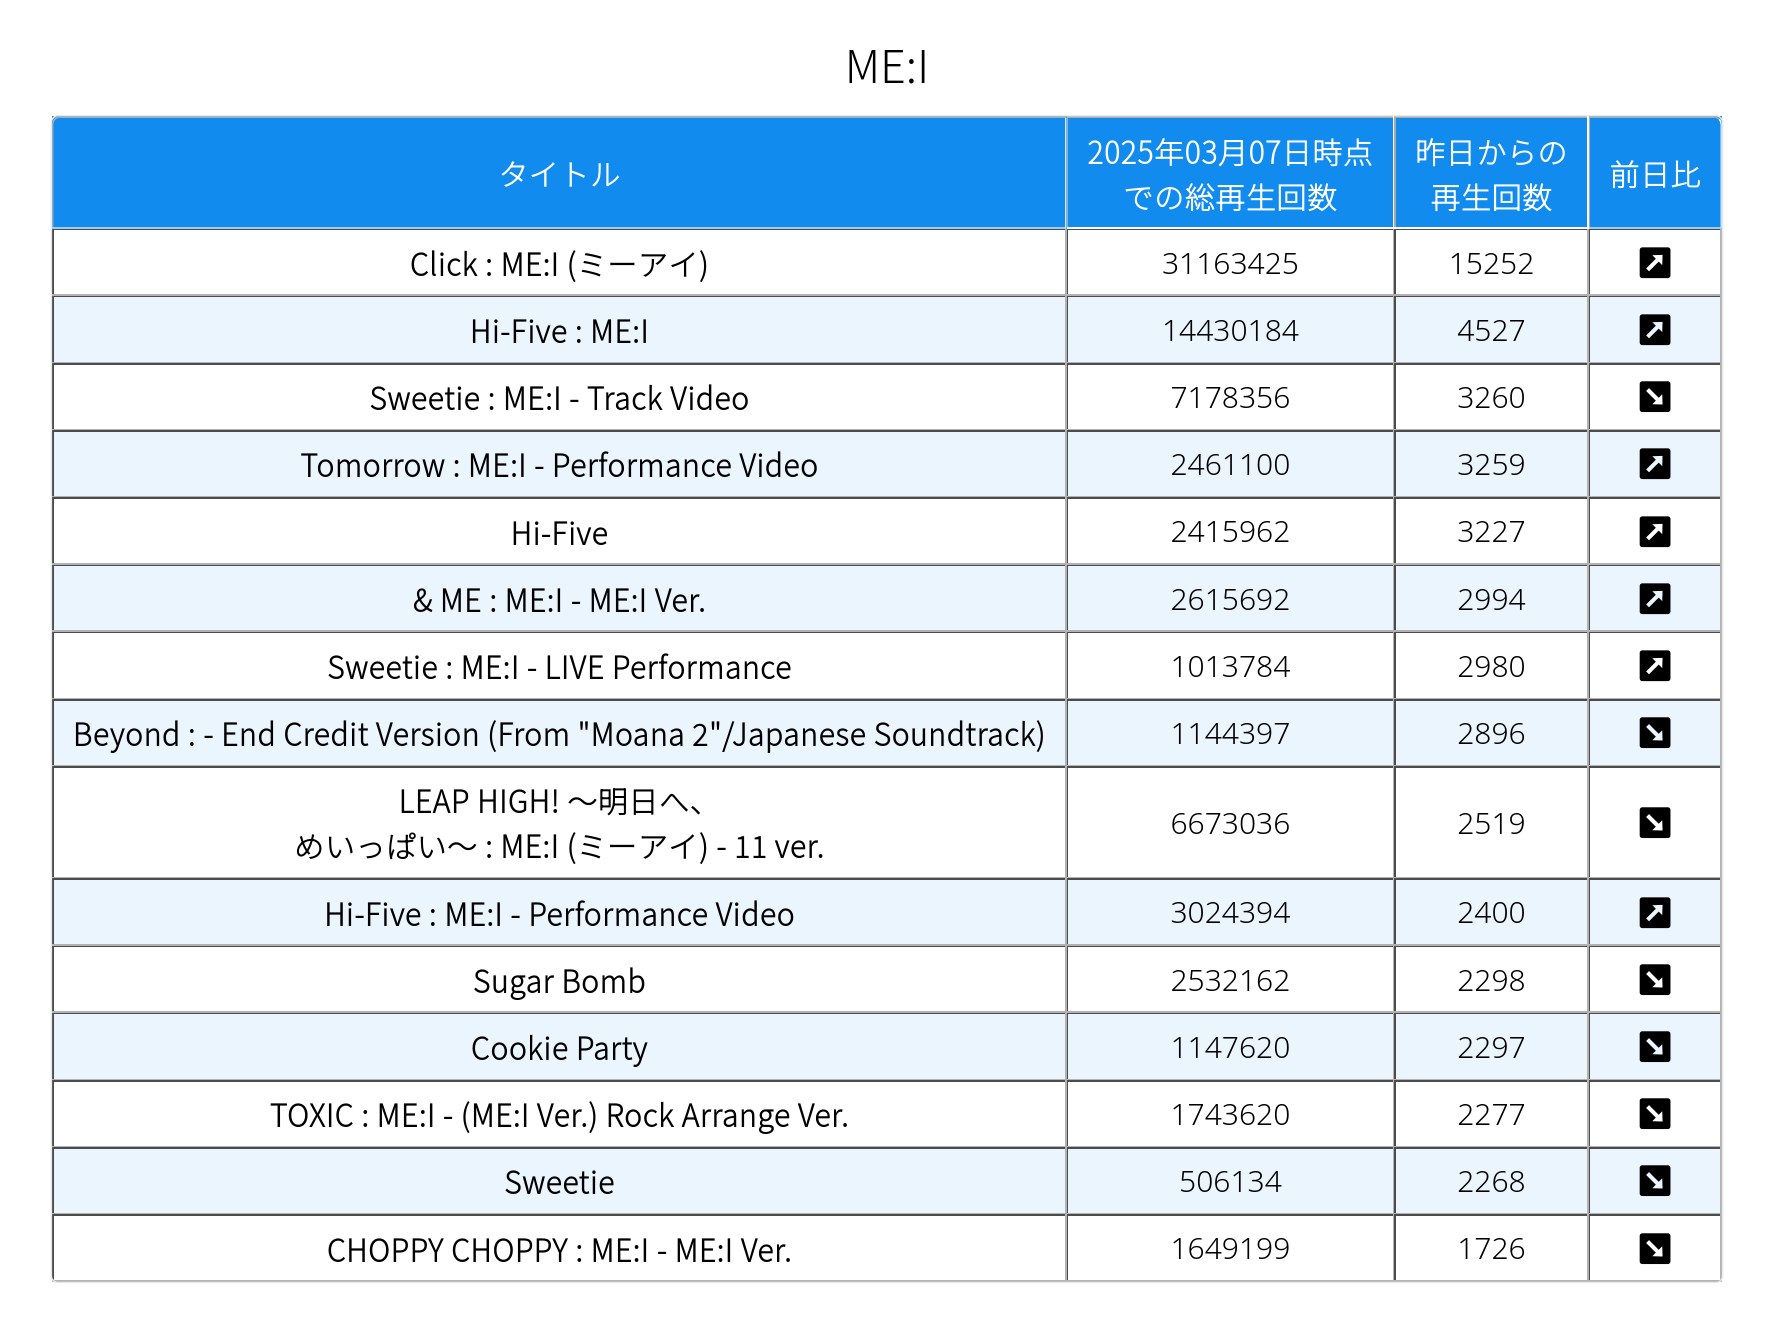 ME:I
タイトル
2025年03月07日時点
での総再生回数
昨日からの
再生回数
前日比
Click : ME:I (ミーアイ) 31163425 15252
Hi-Five : ME:I 14430184 4527
Sweetie : ME:I - Track Video 7178356 3260
Tomorrow : ME:I - Performance Video 2461100 3259
Hi-Five 2415962 3227
& ME : ME:I - ME:I Ver. 2615692 2994
Sweetie : ME:I - LIVE Performance 1013784 2980
Beyond : - End Credit Version (From "Moana 2"/Japanese Soundtrack) 1144397 2896
LEAP HIGH! ～明日へ、
めいっぱい～ : ME:I (ミーアイ) - 11 ver. 6673036 2519
Hi-Five : ME:I - Performance Video 3024394 2400
Sugar Bomb 2532162 2298
Cookie Party 1147620 2297
TOXIC : ME:I - (ME:I Ver.) Rock Arrange Ver. 1743620 2277
Sweetie 506134 2268
CHOPPY CHOPPY : ME:I - ME:I Ver. 1649199 1726